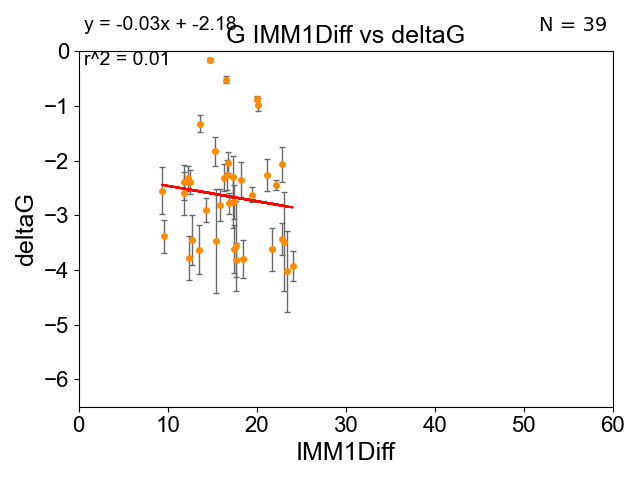 y = -0.03x + -2.18
N = 39
G IMM1Diff vs deltaG
r^2 = 0.01
0
−1
−2
−3
−4
−5
−6
deltaG
0 10 20 30 40 50 60
IMM1Diff